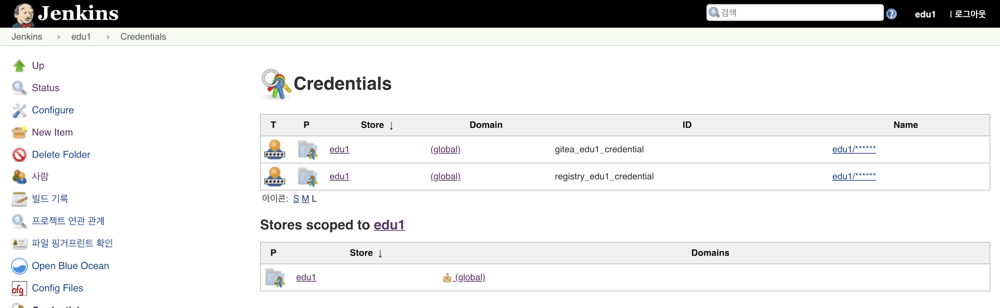 Jenkins
검색
edu1
| 로그아웃
Jenkins
edu1
Credentials
Up
Status
Configure
New Item
Delete Folder
사람
빌드 기록
프로젝트 연관 관계
파일 핑거프린트 확인
Open Blue Ocean
cfg Config Files
Credentials
T P Store ↓ Domain ID Name
edu1 (global) gitea_edu1_credential edu1/******
edu1 (global) registry_edu1_credential edu1/******
아이콘: S M L
Stores scoped to edu1
P Store ↓ Domains
edu1 (global)